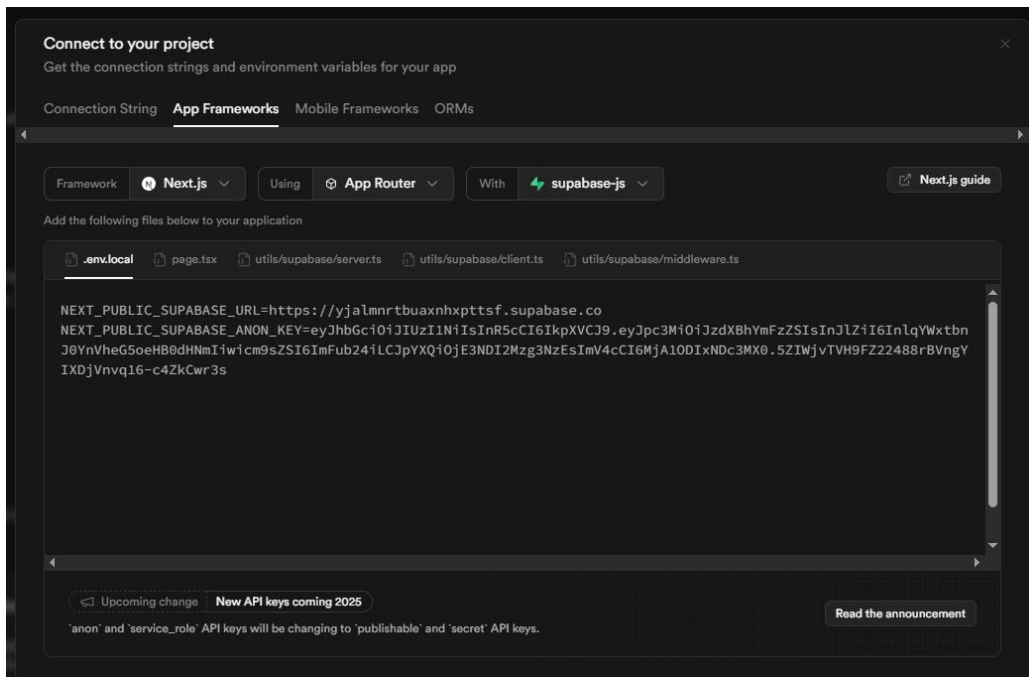 Connect to your project
Get the connection strings and environment variables for your app
Connection String App Frameworks Mobile Frameworks ORMs
Framework N Next.js Using App Router With supabase-js Next.js guide
Add the following files below to your application
.env.local page.tsx utils/supabase/server.ts utils/supabase/client.ts utils/supabase/middleware.ts
NEXT_PUBLIC_SUPABASE_URL=https://yjalmnrtbuaxnhxpttsf.supabase.co
NEXT_PUBLIC_SUPABASE_ANON_KEY=eyJhbGciOiJIUzI1NiIsInR5cCI6IkpXVCJ9.eyJpc3MiOiJzdXBhYmFzZSIsInJlZiI6InlqYWxtbn
J0YnVheG5oeHB0dHNmIiwicm9sZSI6ImFub24iLCJpYXQiOjE3NDI2Mzg3NzEsImV4cCI6MjA1ODIxNDc3MX0.5ZIWjvTVH9FZ22488rBVngY
IXDjVnvq16-c4ZkCwr3s
Upcoming change New API keys coming 2025
`anon` and `service_role` API keys will be changing to `publishable` and `secret` API keys.
Read the announcement